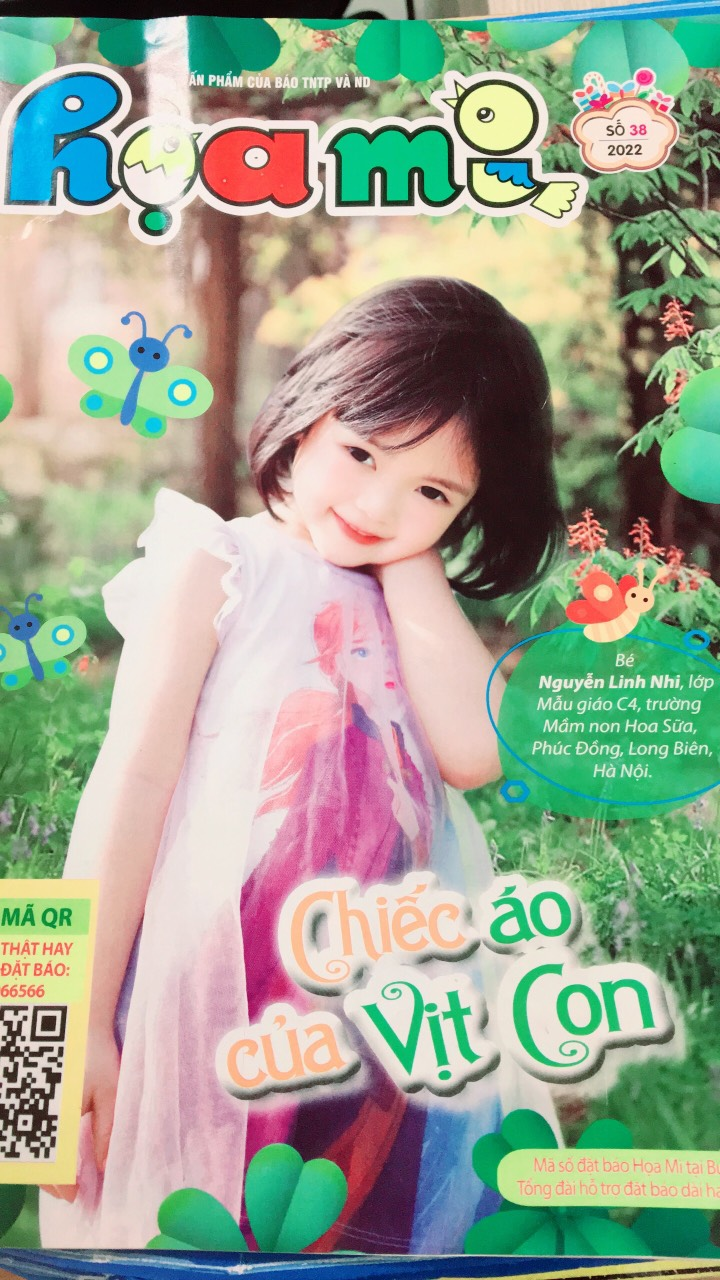 ẤN PHẨM CỦA BÁO TNTP VÀ NĐ
họa mi
SỐ 38
2022
Bé
Nguyễn Linh Nhi, lớp
Mẫu giáo C4, trường
Mầm non Hoa Sữa,
Phúc Đồng, Long Biên,
Hà Nội.
Chiếc áo
của Vịt Con
MÃ QR
THẬT HAY
ĐẶT BÁO:
66566
Mã số đặt báo Họa Mi tại
Tổng đài hỗ trợ đặt báo dài